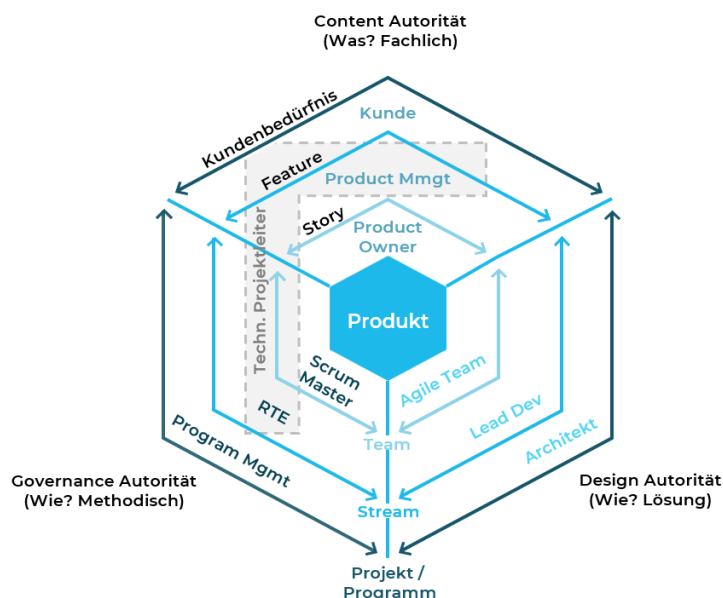 Content Autorität
(Was? Fachlich)
Kundenbedürfnis
Kunde
Feature
Product Mmgt
Story
Product
Owner
Techn. Projektleiter
Produkt
Scrum
Master
Agile Team
RTE
Lead Dev
Team
Program Mgmt
Architekt
Governance Autorität
(Wie? Methodisch)
Design Autorität
(Wie? Lösung)
Stream
Projekt /
Programm